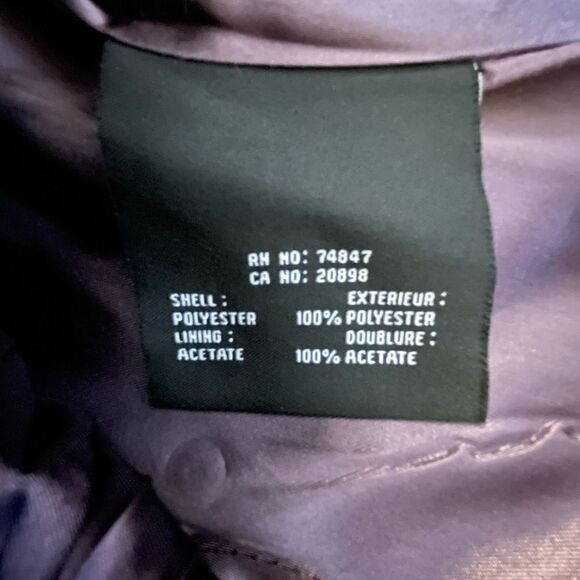 RN NO: 74847
CA NO: 20898
SHELL : EXTERIEUR :
POLYESTER 100% POLYESTER
LINING : DOUBLURE :
ACETATE 100% ACETATE